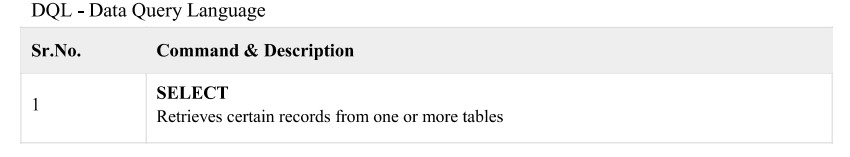 DQL - Data Query Language
Sr.No. Command & Description
1 SELECT
Retrieves certain records from one or more tables